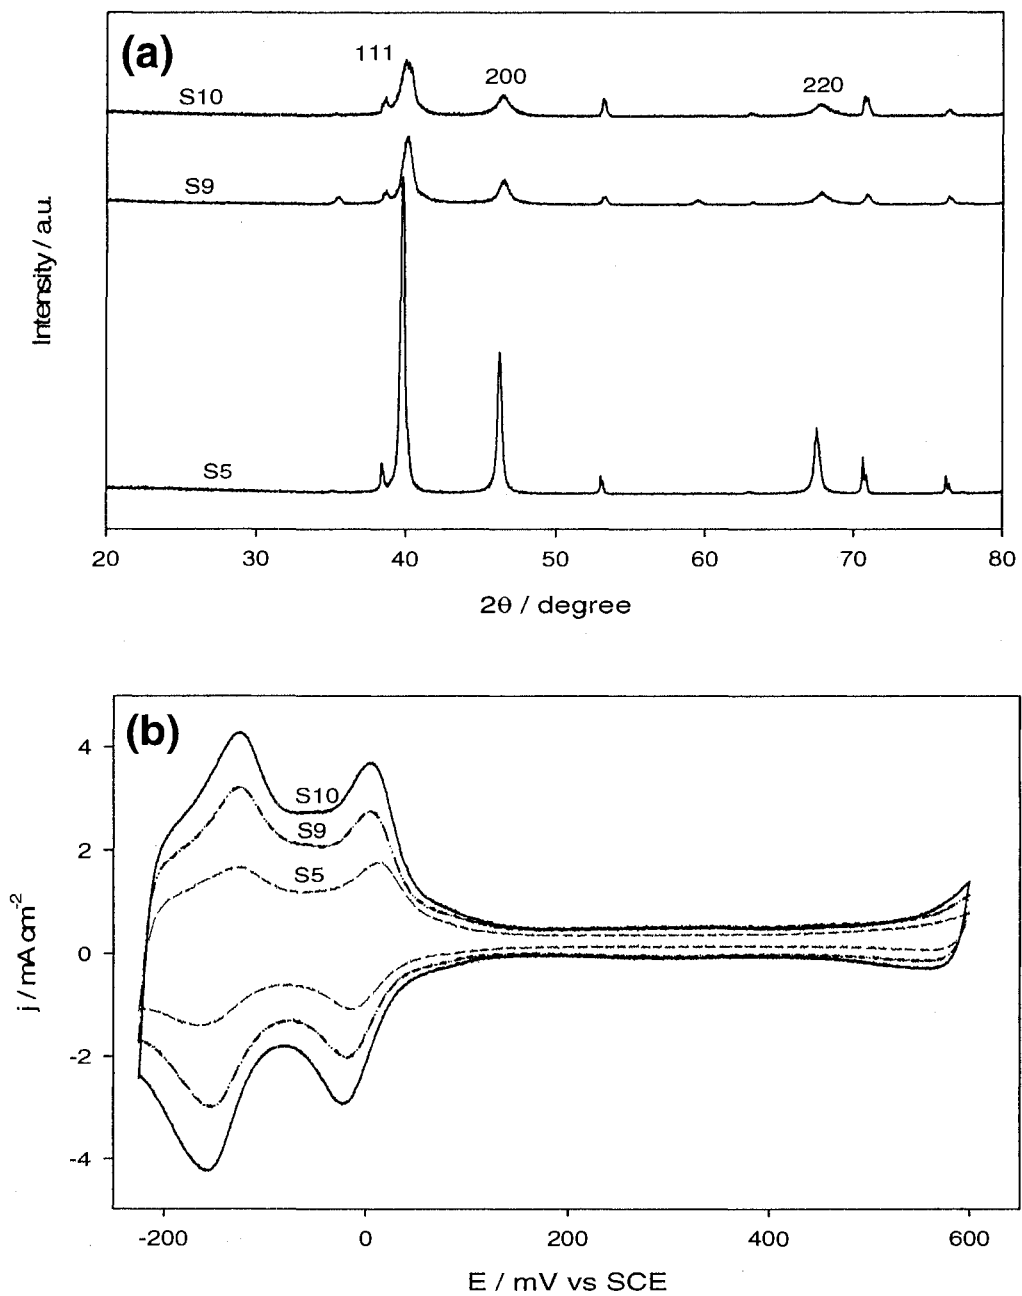 (a)
111
200
220
S10
S9
S5
Intensity / a.u.
20 30 40 50 60 70 80
2θ / degree
(b)
S10
S9
S5
4
2
0
-2
-4
j / mA cm-2
-200 0 200 400 600
E / mV vs SCE